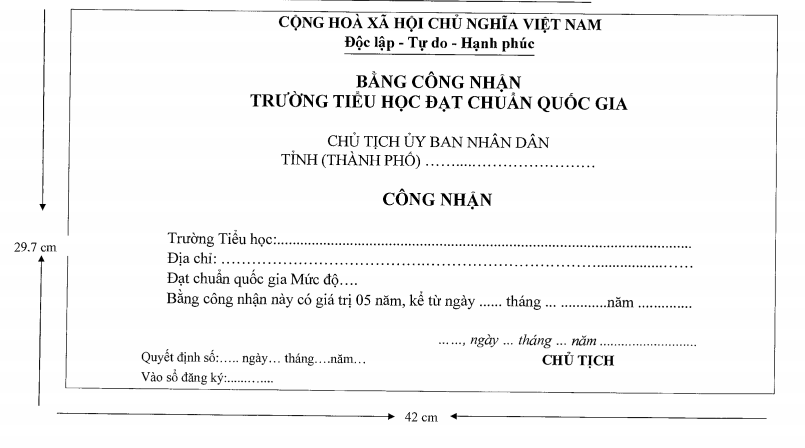 CỘNG HOÀ XÃ HỘI CHỦ NGHĨA VIỆT NAM
Độc lập - Tự do - Hạnh phúc
BẰNG CÔNG NHẬN
TRƯỜNG TIỂU HỌC ĐẠT CHUẨN QUỐC GIA
CHỦ TỊCH ỦY BAN NHÂN DÂN
TỈNH (THÀNH PHỐ) ……....……………………
CÔNG NHẬN
Trường Tiểu học:..........................................................................................
Địa chỉ: ………………………………………………………...................……
Đạt chuẩn quốc gia Mức độ….
Bằng công nhận này có giá trị 05 năm, kể từ ngày ...... tháng ... ............năm ..............
29.7 cm
......, ngày ... tháng ... năm .........................
Quyết định số:….. ngày… tháng….năm…
CHỦ TỊCH
Vào sổ đăng ký:......…...
42 cm